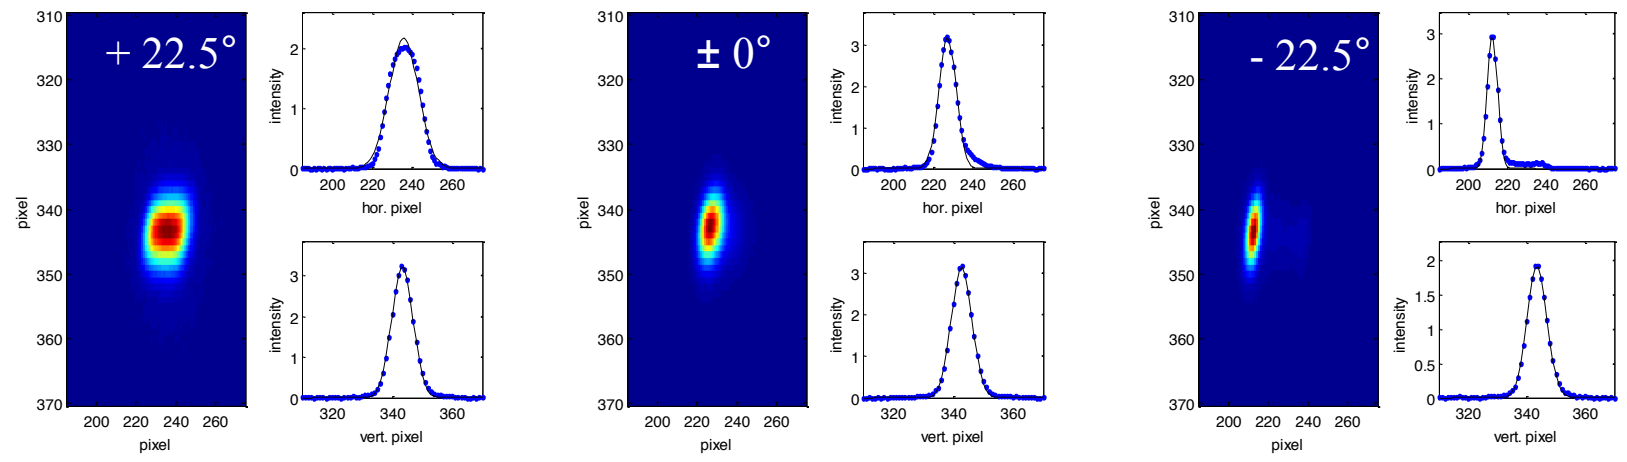 + 22.5°
310
320
330
340
350
360
370
pixel
200 220 240 260
pixel
2
1
0
intensity
200 220 240 260
hor. pixel
3
2
1
0
intensity
320 340 360
vert. pixel
± 0°
310
320
330
340
350
360
370
pixel
200 220 240 260
pixel
3
2
1
0
intensity
200 220 240 260
hor. pixel
3
2
1
0
intensity
320 340 360
vert. pixel
- 22.5°
310
320
330
340
350
360
370
pixel
200 220 240 260
pixel
3
2
1
0
intensity
200 220 240 260
hor. pixel
2
1.5
1
0.5
0
intensity
320 340 360
vert. pixel